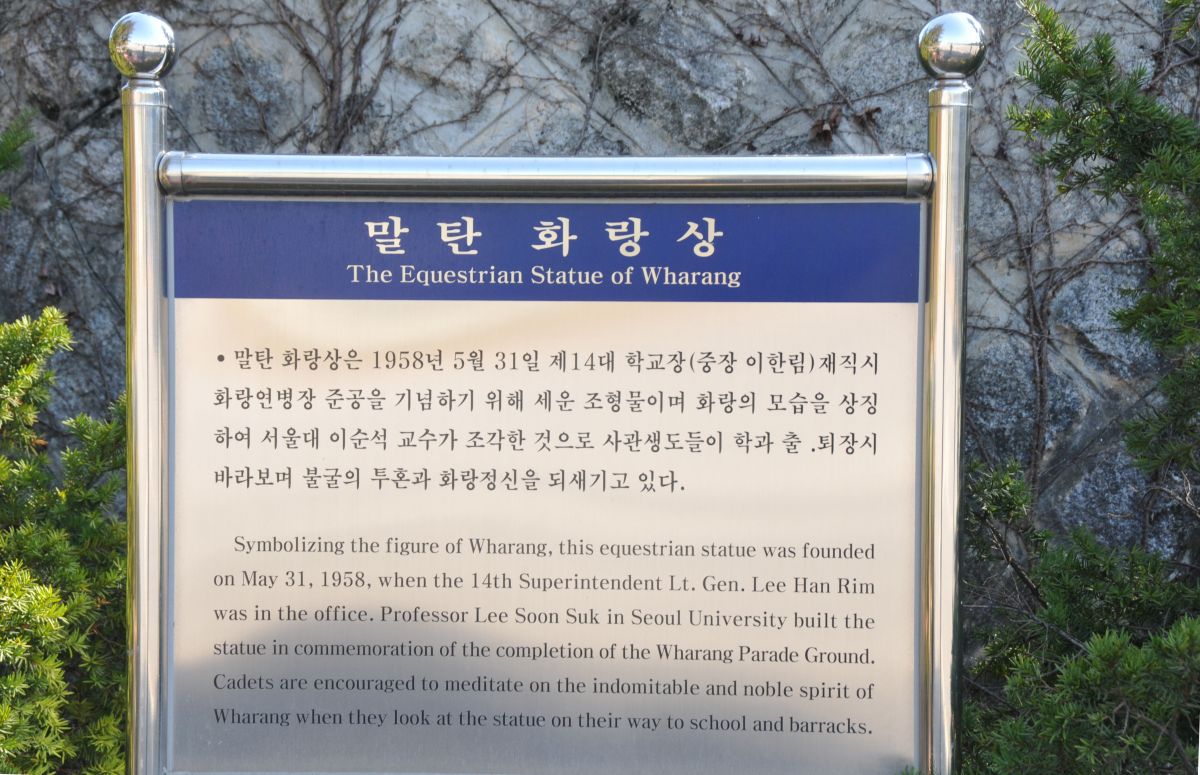 말탄 화랑상
The Equestrian Statue of Wharang
• 말탄 화랑상은 1958년 5월 31일 제14대 학교장(중장 이한림)재직시
화랑연병장 준공을 기념하기 위해 세운 조형물이며 화랑의 모습을 상징
하여 서울대 이순석 교수가 조각한 것으로 사관생도들이 학과 출 .퇴장시
바라보며 불굴의 투혼과 화랑정신을 되새기고 있다.
Symbolizing the figure of Wharang, this equestrian statue was founded
on May 31, 1958, when the 14th Superintendent Lt. Gen. Lee Han Rim
was in the office. Professor Lee Soon Suk in Seoul University built the
statue in commemoration of the completion of the Wharang Parade Ground.
Cadets are encouraged to meditate on the indomitable and noble spirit of
Wharang when they look at the statue on their way to school and barracks.